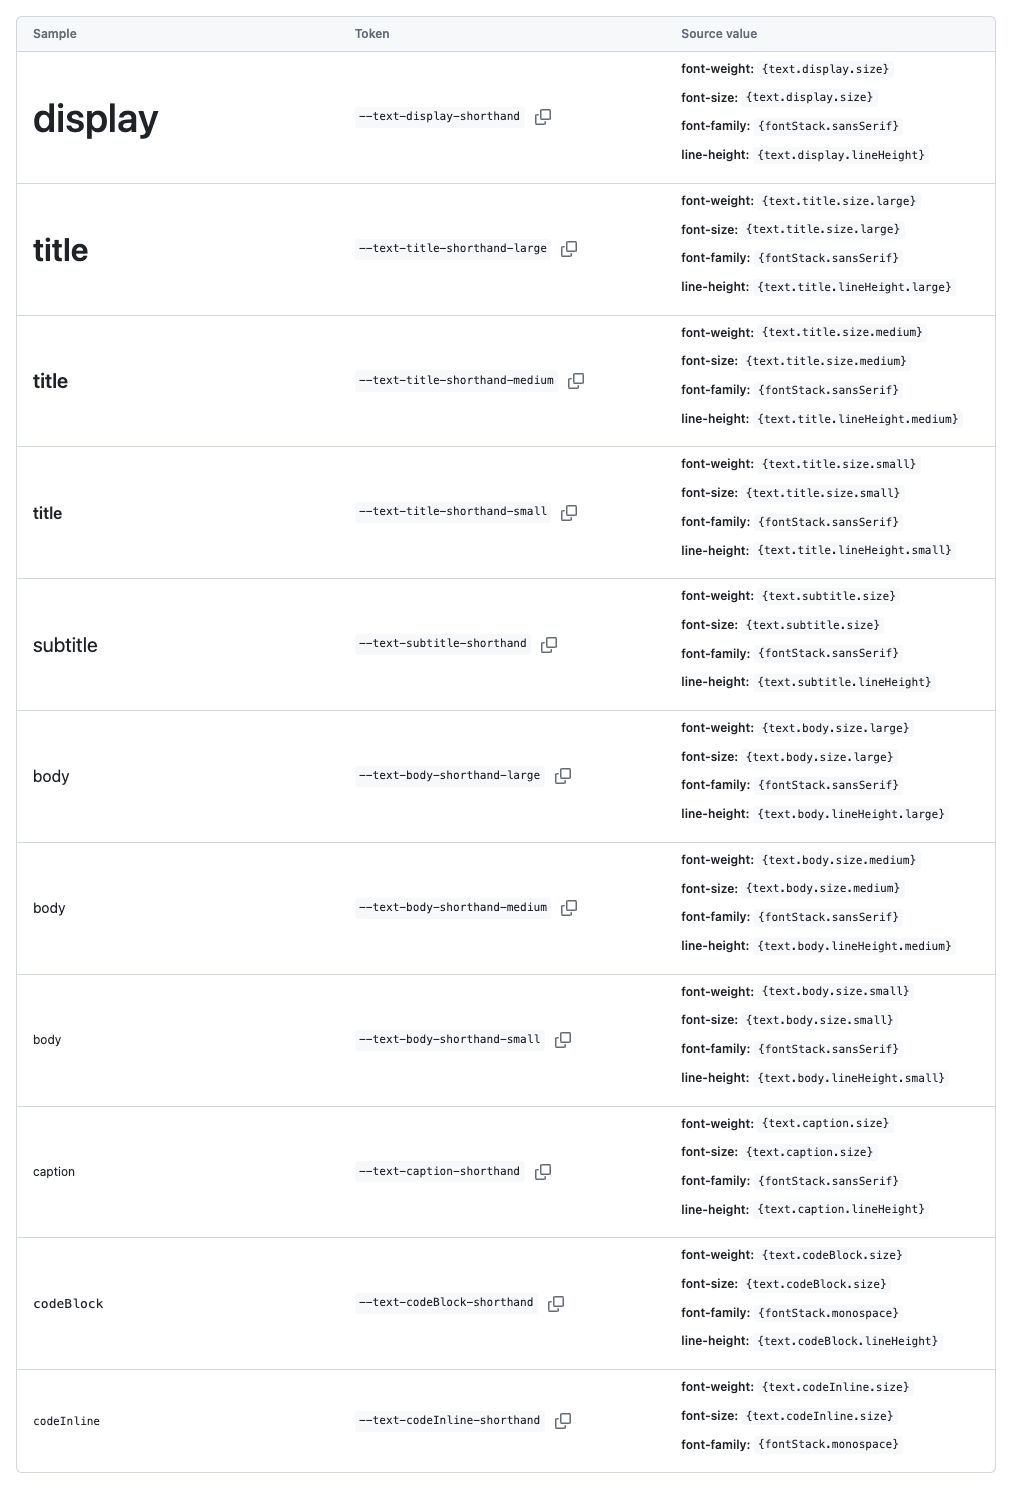 Sample Token Source value
display --text-display-shorthand
font-weight: {text.display.size}
font-size: {text.display.size}
font-family: {fontStack.sansSerif}
line-height: {text.display.lineHeight}
title --text-title-shorthand-large
font-weight: {text.title.size.large}
font-size: {text.title.size.large}
font-family: {fontStack.sansSerif}
line-height: {text.title.lineHeight.large}
title --text-title-shorthand-medium
font-weight: {text.title.size.medium}
font-size: {text.title.size.medium}
font-family: {fontStack.sansSerif}
line-height: {text.title.lineHeight.medium}
title --text-title-shorthand-small
font-weight: {text.title.size.small}
font-size: {text.title.size.small}
font-family: {fontStack.sansSerif}
line-height: {text.title.lineHeight.small}
subtitle --text-subtitle-shorthand
font-weight: {text.subtitle.size}
font-size: {text.subtitle.size}
font-family: {fontStack.sansSerif}
line-height: {text.subtitle.lineHeight}
body --text-body-shorthand-large
font-weight: {text.body.size.large}
font-size: {text.body.size.large}
font-family: {fontStack.sansSerif}
line-height: {text.body.lineHeight.large}
body --text-body-shorthand-medium
font-weight: {text.body.size.medium}
font-size: {text.body.size.medium}
font-family: {fontStack.sansSerif}
line-height: {text.body.lineHeight.medium}
body --text-body-shorthand-small
font-weight: {text.body.size.small}
font-size: {text.body.size.small}
font-family: {fontStack.sansSerif}
line-height: {text.body.lineHeight.small}
caption --text-caption-shorthand
font-weight: {text.caption.size}
font-size: {text.caption.size}
font-family: {fontStack.sansSerif}
line-height: {text.caption.lineHeight}
codeBlock --text-codeBlock-shorthand
font-weight: {text.codeBlock.size}
font-size: {text.codeBlock.size}
font-family: {fontStack.monospace}
line-height: {text.codeBlock.lineHeight}
codeInline --text-codeInline-shorthand
font-weight: {text.codeInline.size}
font-size: {text.codeInline.size}
font-family: {fontStack.monospace}